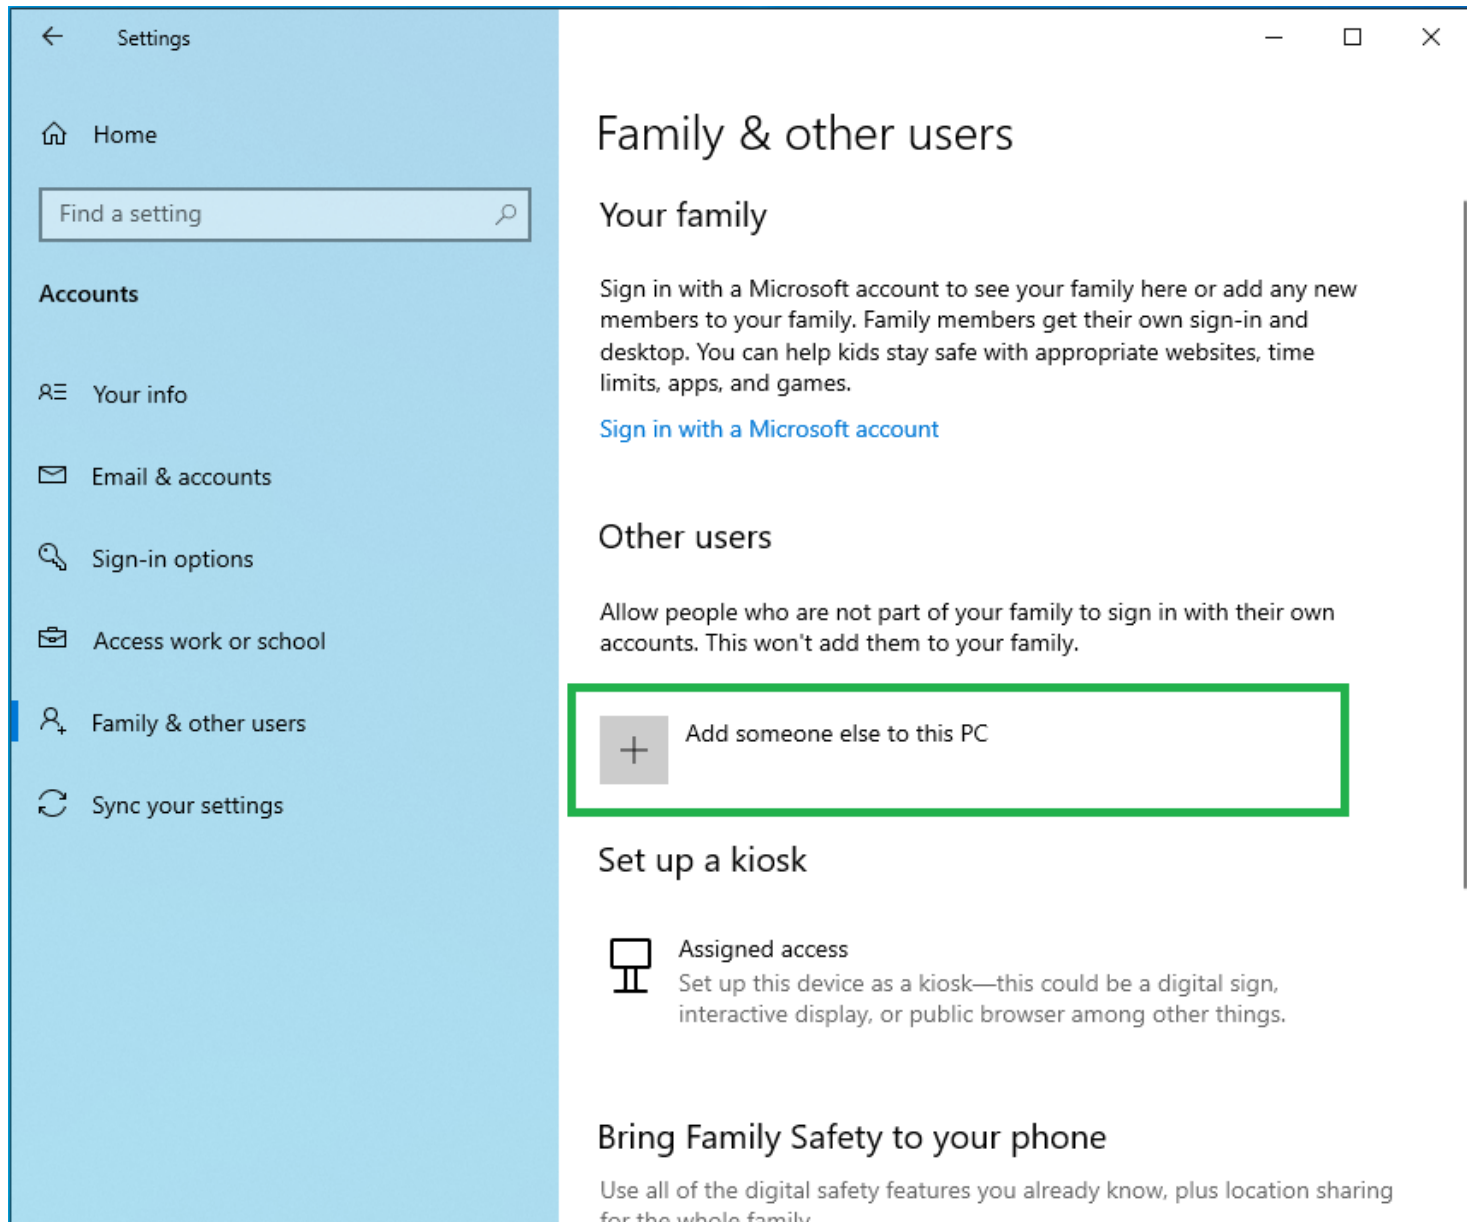 Settings
Home
Find a setting
Accounts
Your info
Email & accounts
Sign-in options
Access work or school
Family & other users
Sync your settings
Family & other users
Your family
Sign in with a Microsoft account to see your family here or add any new
members to your family. Family members get their own sign-in and
desktop. You can help kids stay safe with appropriate websites, time
limits, apps, and games.
Sign in with a Microsoft account
Other users
Allow people who are not part of your family to sign in with their own
accounts. This won't add them to your family.
Add someone else to this PC
Set up a kiosk
Assigned access
Set up this device as a kiosk—this could be a digital sign,
interactive display, or public browser among other things.
Bring Family Safety to your phone
Use all of the digital safety features you already know, plus location sharing
for the whole family